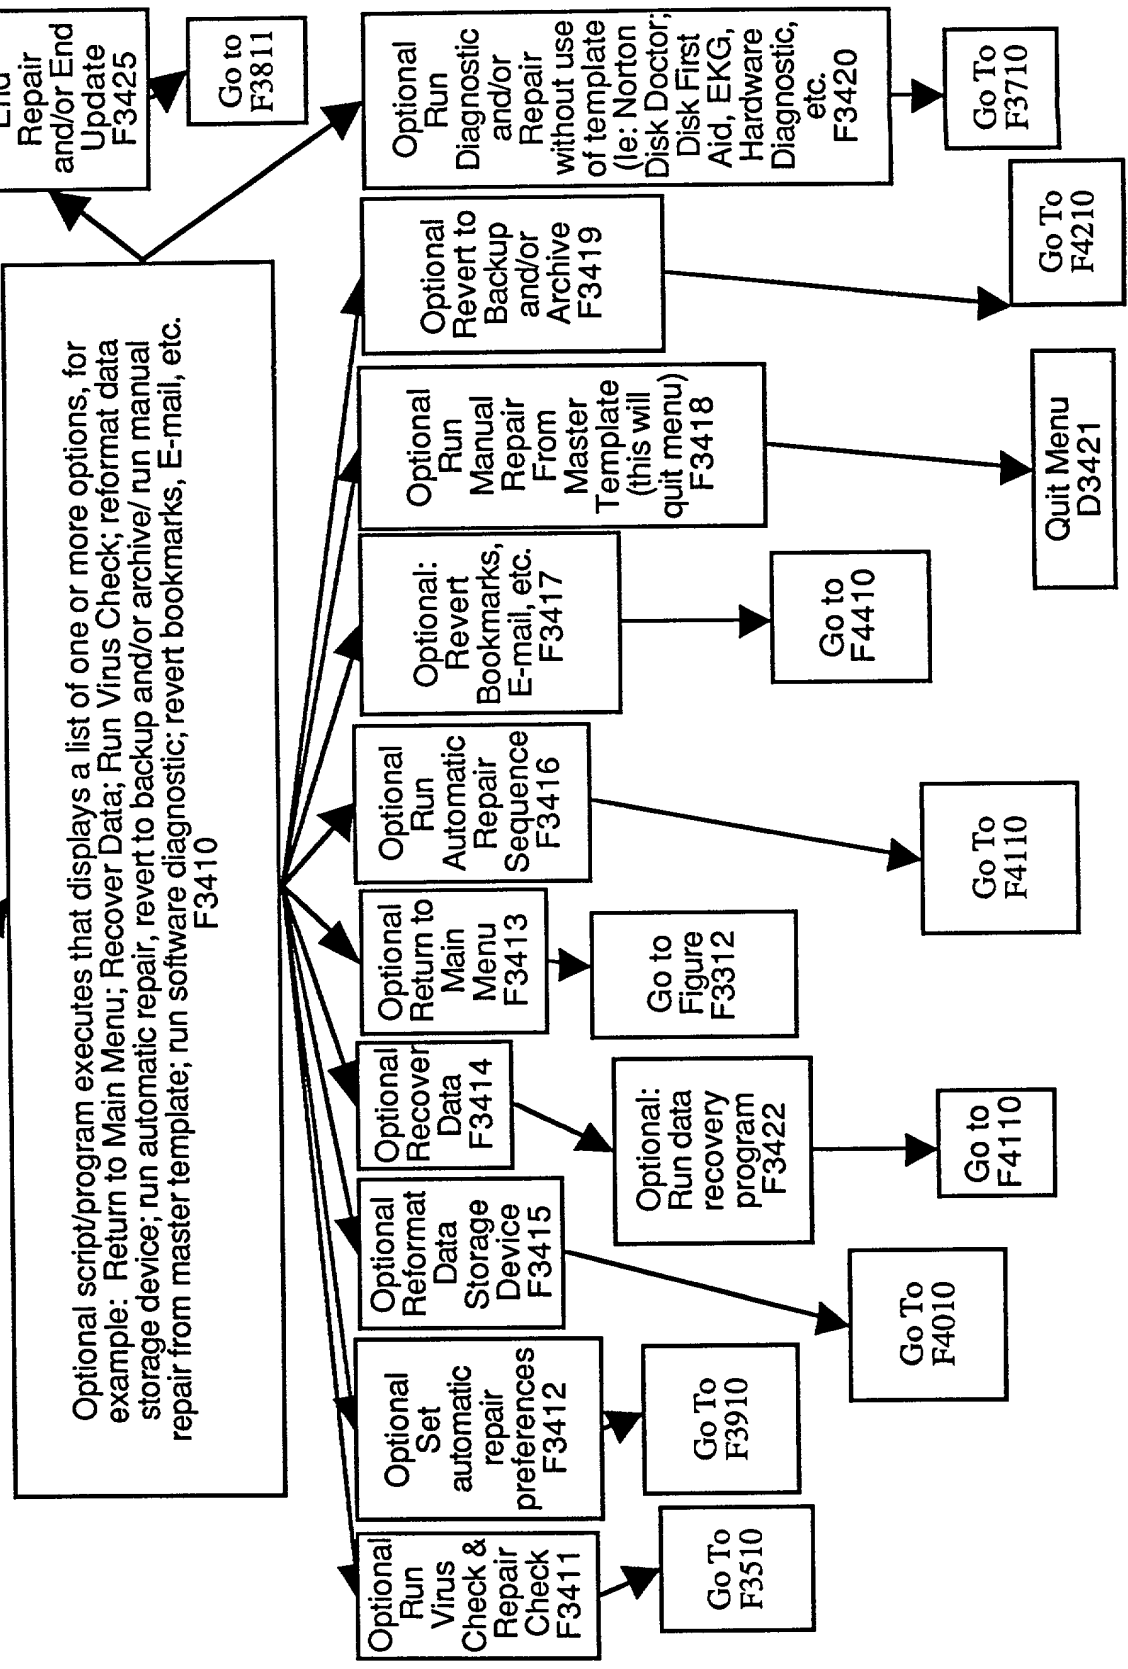 End
Repair
and/or End
Update
F3425
Go to
F3811
Optional script/program executes that displays a list of one or more options, for
example: Return to Main Menu; Recover Data; Run Virus Check; reformat data
storage device; run automatic repair, revert to backup and/or archive/ run manual
repair from master template; run software diagnostic; revert bookmarks, E-mail, etc.
F3410
Optional
Run
Virus
Check &
Repair
Check
F3411
Optional
Set
automatic
repair
preferences
F3412
Optional
Reformat
Data
Storage
Device
F3415
Optional
Recover
Data
F3414
Optional
Return to
Main
Menu
F3413
Optional
Run
Automatic
Repair
Sequence
F3416
Optional:
Revert
Bookmarks,
E-mail, etc.
F3417
Optional
Run
Manual
Repair
From
Master
Template
(this will
quit menu)
F3418
Optional
Revert to
Backup
and/or
Archive
F3419
Optional
Run
Diagnostic
and/or
Repair
without use
of template
(Ie: Norton
Disk Doctor;
Disk First
Aid, EKG,
Hardware
Diagnostic,
etc.
F3420
Go To
F3510
Go To
F3910
Go To
F4010
Optional:
Run data
recovery
program
F3422
Go to
F4110
Go to
Figure
F3312
Go To
F4110
Go to
F4410
Quit Menu
D3421
Go To
F4210
Go To
F3710